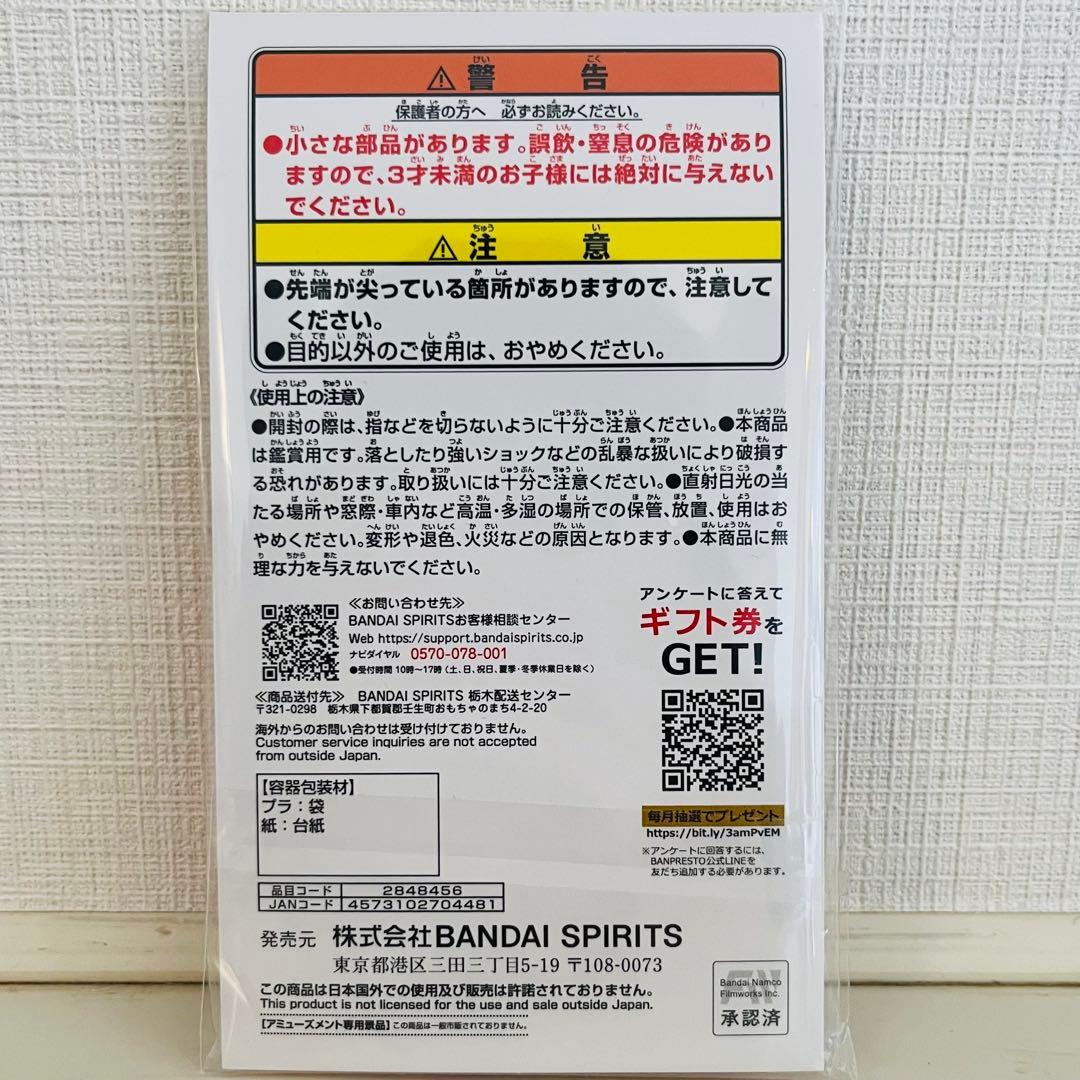 ⚠警告
保護者の方へ 必ずお読みください。
●小さな部品があります。誤飲・窒息の危険があり
ますので、3才未満のお子様には絶対に与えない
でください。
⚠注意
●先端が尖っている箇所がありますので、注意して
ください。
●目的以外のご使用は、おやめください。
《使用上の注意》
●開封の際は、指などを切らないように十分ご注意ください。●本商品
は鑑賞用です。落としたり強いショックなどの乱暴な扱いにより破損す
る恐れがあります。取り扱いには十分ご注意ください。●直射日光の当
たる場所や窓際・車内など高温・多湿の場所での保管、放置、使用はお
やめください。変形や退色、火災などの原因となります。●本商品に無
理な力を与えないでください。
≪お問い合わせ先≫
BANDAI SPIRITSお客様相談センター
Web https://support.bandaispirits.co.jp
ナビダイヤル 0570-078-001
●受付時間 10時〜17時(土、日、祝日、夏季・冬季休業日を除く)
≪商品送付先≫ BANDAI SPIRITS 栃木配送センター
〒321-0298 栃木県下都賀郡壬生町おもちゃのまち4-2-20
海外からのお問い合わせは受け付けておりません。
Customer service inquiries are not accepted
from outside Japan.
アンケートに答えて
ギフト券を
GET!
毎月抽選でプレゼント
https://bit.ly/3amPvEM
※アンケートに回答するには、
BANPRESTO公式LINEを
友だち追加する必要があります。
【容器包装材】
プラ:袋
紙:台紙
品目コード 2848456
JANコード 4573102704481
発売元 株式会社BANDAI SPIRITS
東京都港区三田三丁目5-19 〒108-0073
この商品は日本国外での使用及び販売は許諾されておりません。
This product is not licensed for the use and sale outside Japan.
【アミューズメント専用景品】この商品は一般市販されておりません。
Bandai Namco
Filmworks Inc.
承認済